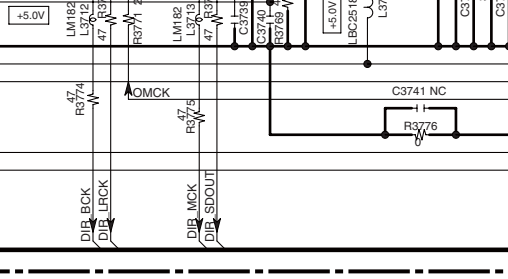 +5.0V
LM182
L3712
47
R3771
LM182
L3713
47
C3739
C3740
R3769
+5.0V
LBC2518
47
R3774
OMCK
47
R3775
C3741 NC
R3776
0
DIR_BCK
DIR_LRCK
DIR_MCK
DIR_SDOUT